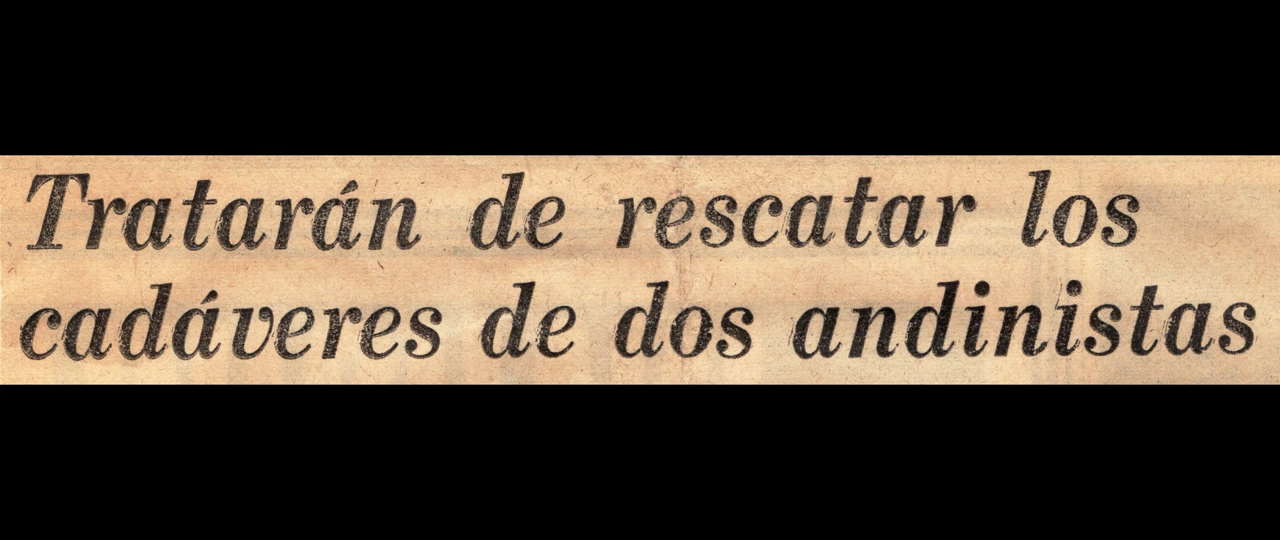 Tratarán de rescatar los
cadáveres de dos andinistas